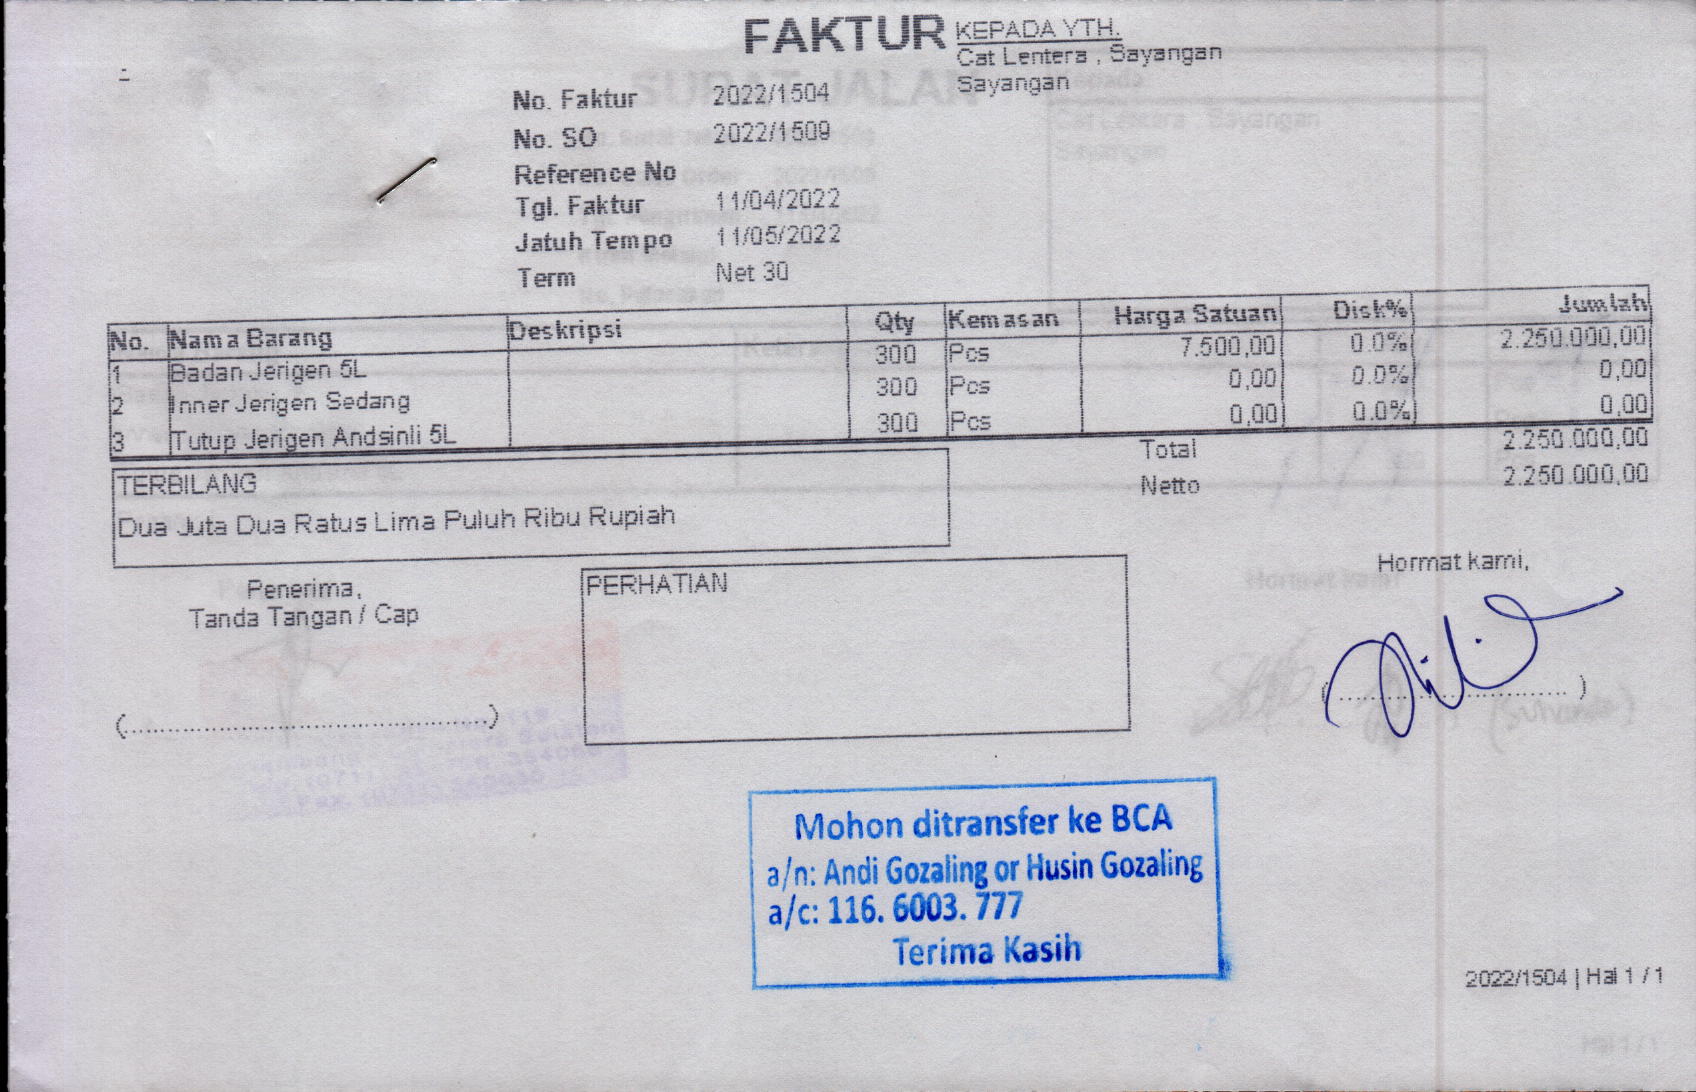 FAKTUR
KEPADA YTH.
Cat Lentera , Sayangan
Sayangan
No. Faktur 2022/1504
No. SO 2022/1509
Reference No
Tgl. Faktur 11/04/2022
Jatuh Tempo 11/05/2022
Term Net 30
No. Nama Barang Deskripsi Qty Kemasan Harga Satuan Disk% Jumlah
1 Badan Jerigen 5L 300 Pcs 7.500,00 0.0% 2.250.000,00
2 Inner Jerigen Sedang 300 Pcs 0,00 0.0% 0,00
3 Tutup Jerigen Andsinli 5L 300 Pcs 0,00 0.0% 0,00
Total 2.250.000,00
Netto 2.250.000,00
TERBILANG
Dua Juta Dua Ratus Lima Puluh Ribu Rupiah
Penerima,
Tanda Tangan / Cap
(..............................................)
PERHATIAN
Hormat kami,
(.............................. )
Mohon ditransfer ke BCA
a/n: Andi Gozaling or Husin Gozaling
a/c: 116. 6003. 777
Terima Kasih
2022/1504 | Hal 1 / 1